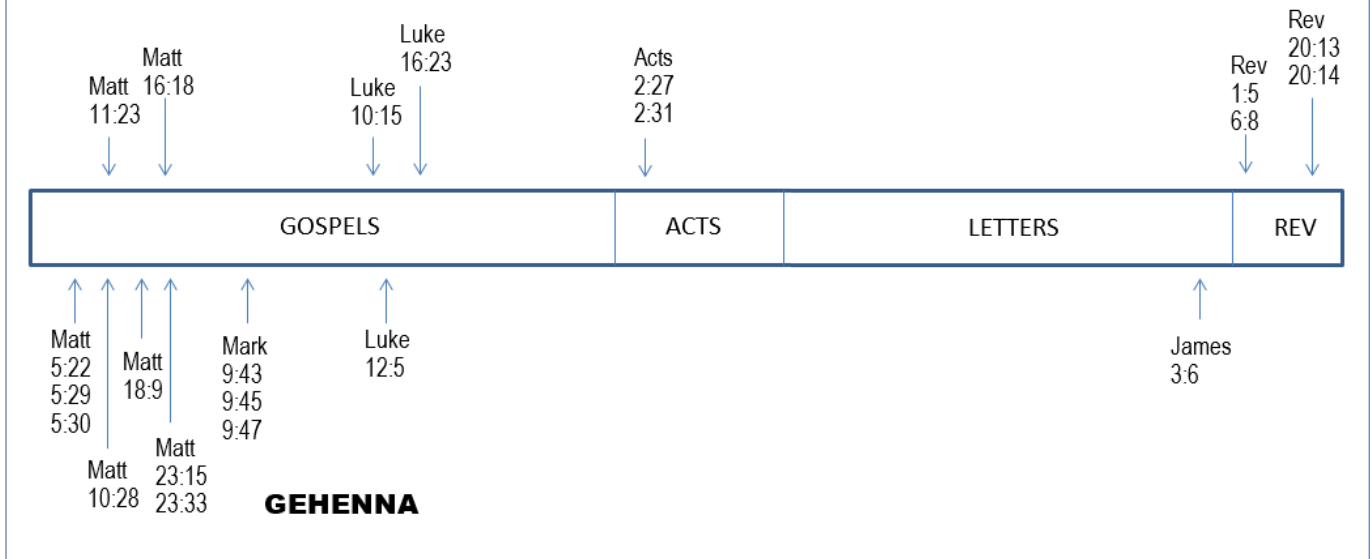 Matt
11:23
Matt
16:18
Luke
10:15
Luke
16:23
Acts
2:27
2:31
Rev
1:5
6:8
Rev
20:13
20:14
GOSPELS
ACTS
LETTERS
REV
Matt
5:22
5:29
5:30
Matt
10:28
Matt
18:9
Matt
23:15
23:33
Mark
9:43
9:45
9:47
Luke
12:5
James
3:6
GEHENNA